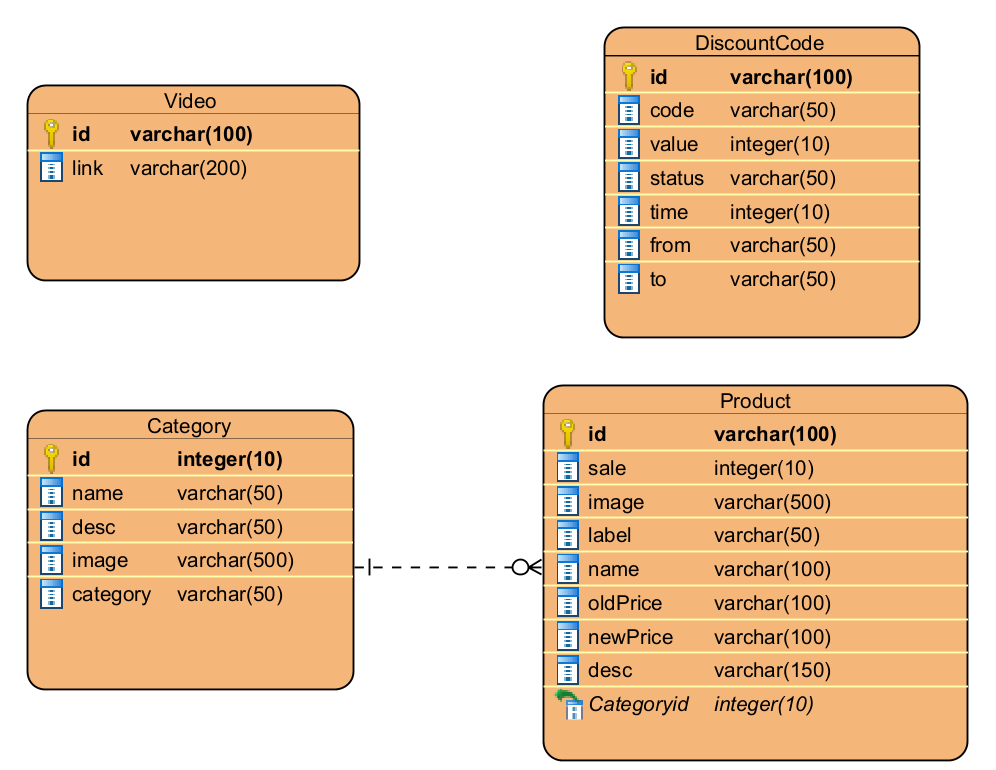 Video
id varchar(100)
link varchar(200)
DiscountCode
id varchar(100)
code varchar(50)
value integer(10)
status varchar(50)
time integer(10)
from varchar(50)
to varchar(50)
Category
id integer(10)
name varchar(50)
desc varchar(50)
image varchar(500)
category varchar(50)
Product
id varchar(100)
sale integer(10)
image varchar(500)
label varchar(50)
name varchar(100)
oldPrice varchar(100)
newPrice varchar(100)
desc varchar(150)
Categoryid integer(10)